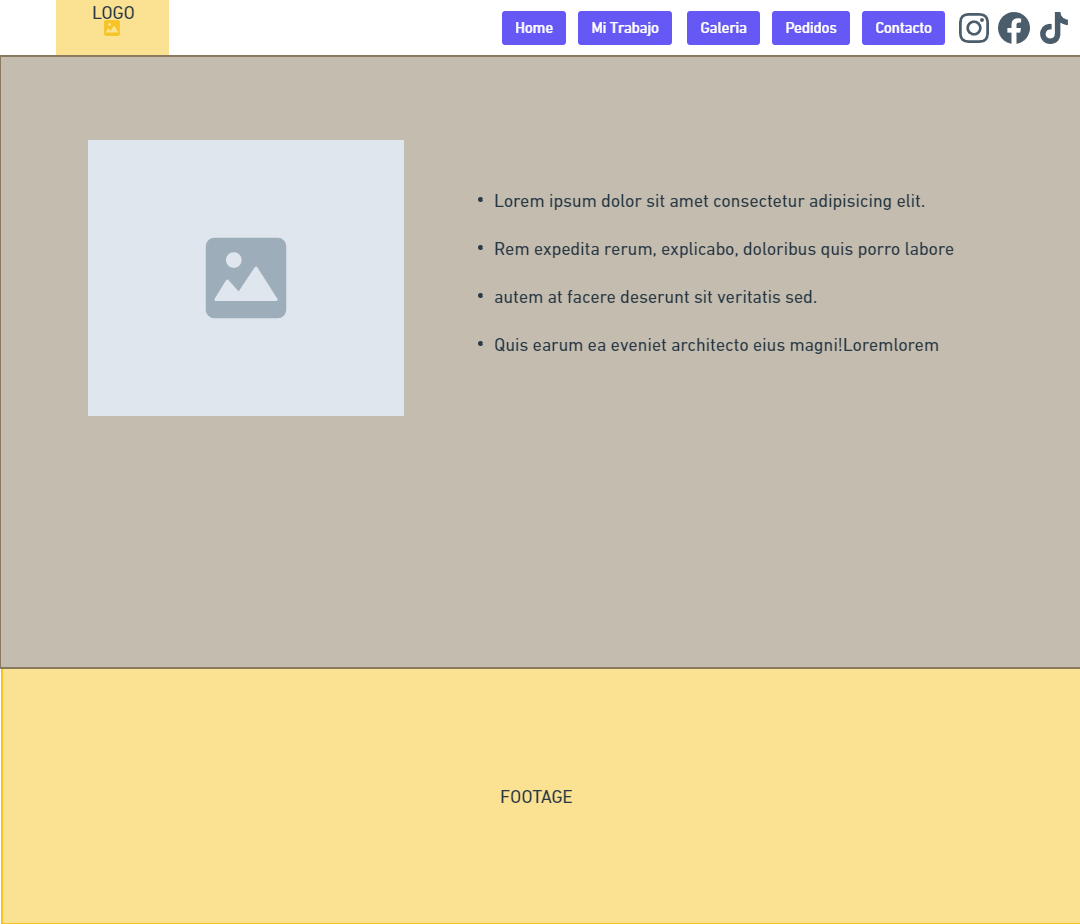 LOGO
Home
Mi Trabajo
Galeria
Pedidos
Contacto
• Lorem ipsum dolor sit amet consectetur adipisicing elit.
• Rem expedita rerum, explicabo, doloribus quis porro labore
• autem at facere deserunt sit veritatis sed.
• Quis earum ea eveniet architecto eius magni!Loremlorem
FOOTAGE